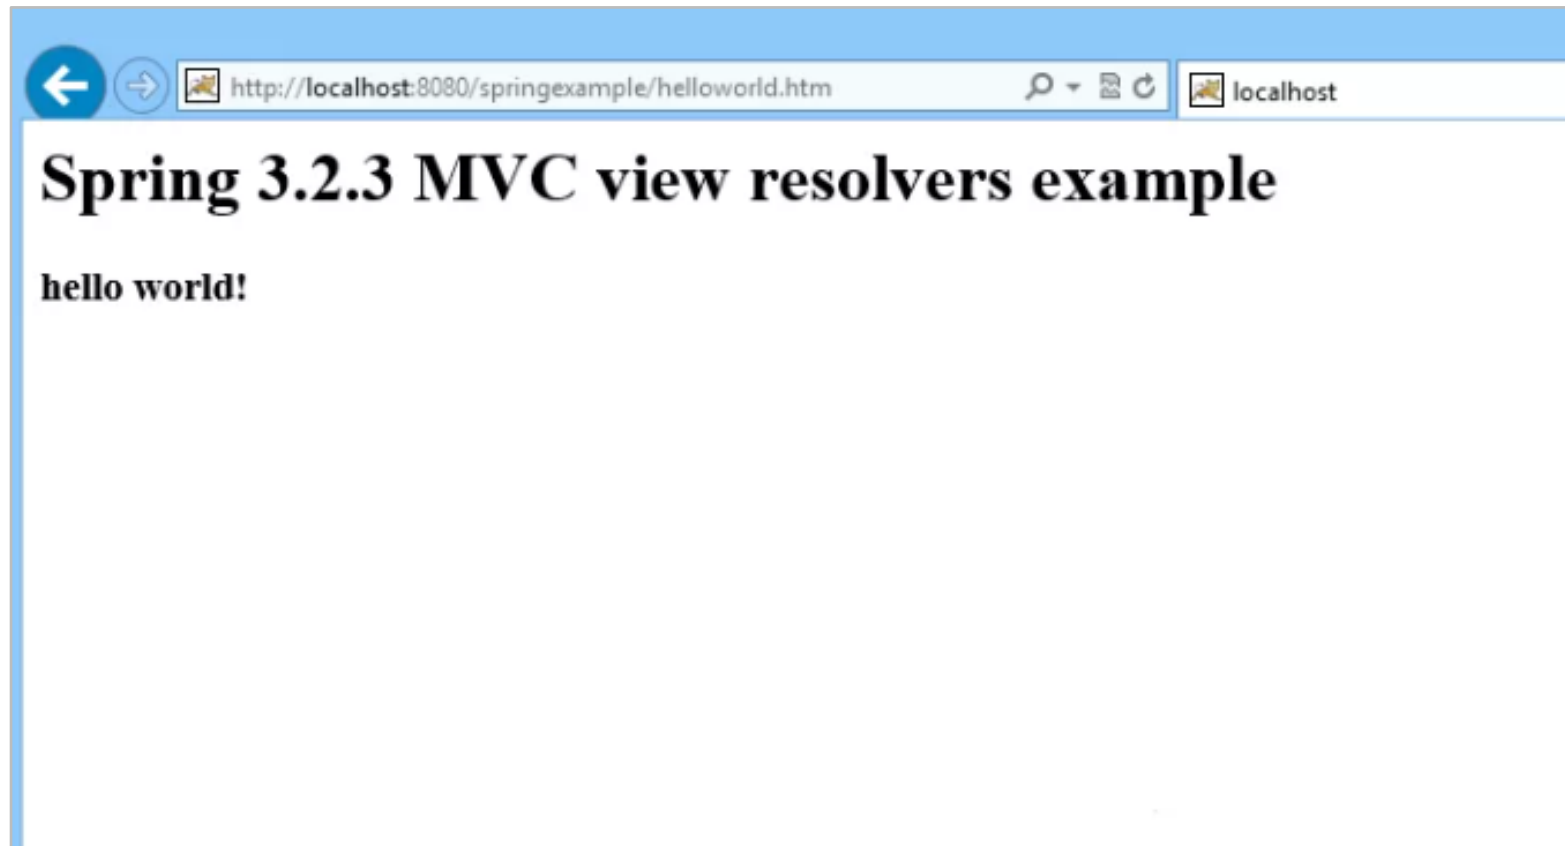 http://localhost:8080/springexample/helloworld.htm
localhost
Spring 3.2.3 MVC view resolvers example
hello world!